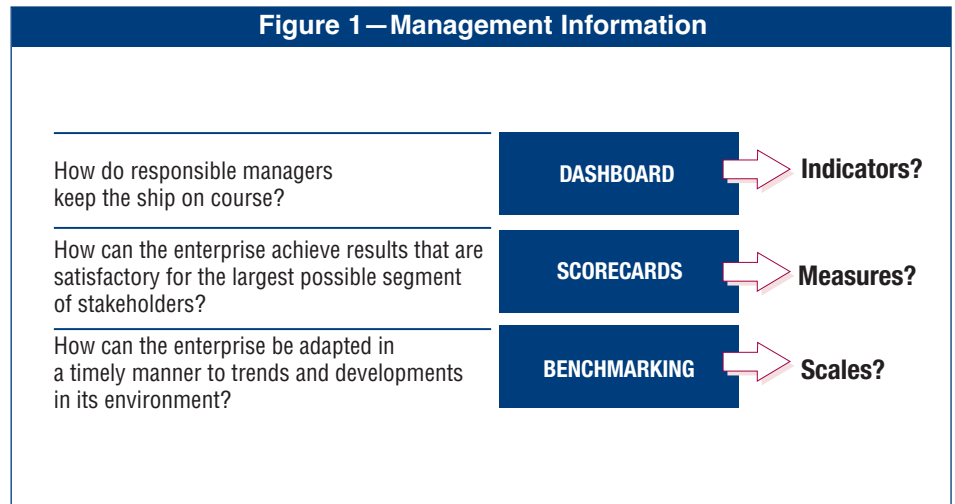 Figure 1—Management Information
How do responsible managers
keep the ship on course?
DASHBOARD
Indicators?
How can the enterprise achieve results that are
satisfactory for the largest possible segment
of stakeholders?
SCORECARDS
Measures?
How can the enterprise be adapted in
a timely manner to trends and developments
in its environment?
BENCHMARKING
Scales?